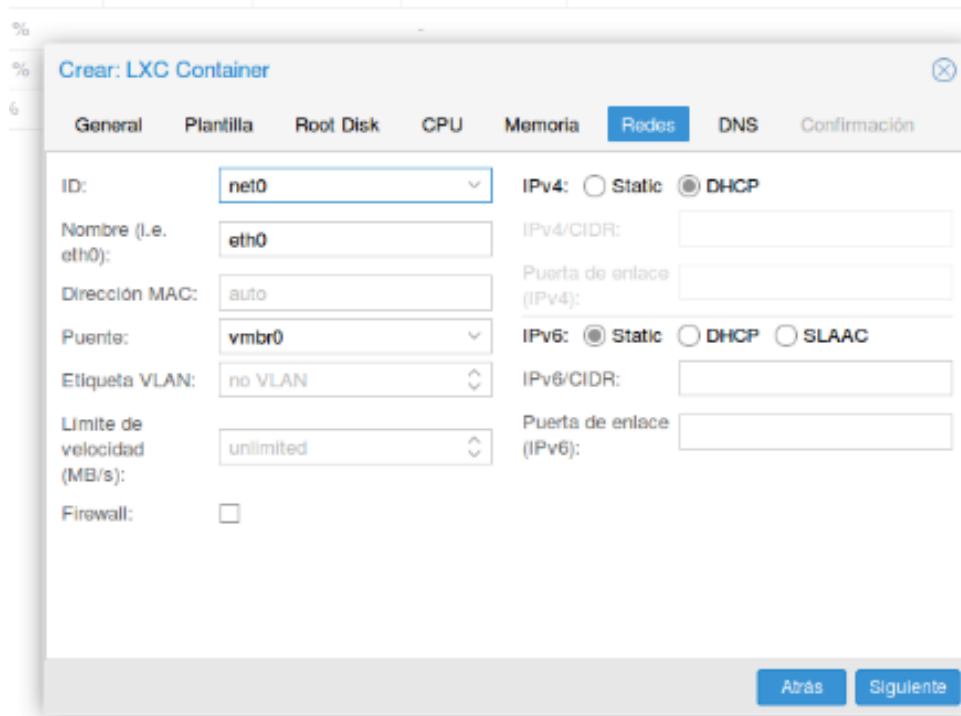 %
-
%
Crear: LXC Container
General Plantilla Root Disk CPU Memoria Redes DNS Confirmación
ID: net0
Nombre (i.e. eth0): eth0
Dirección MAC: auto
Puente: vmbr0
Etiqueta VLAN: no VLAN
Límite de
velocidad
(MB/s): unlimited
Firewall:
IPv4: Static DHCP
IPv4/CIDR:
Puerta de enlace
(IPv4):
IPv6: Static DHCP SLAAC
IPv6/CIDR:
Puerta de enlace
(IPv6):
Atrás Siguiente